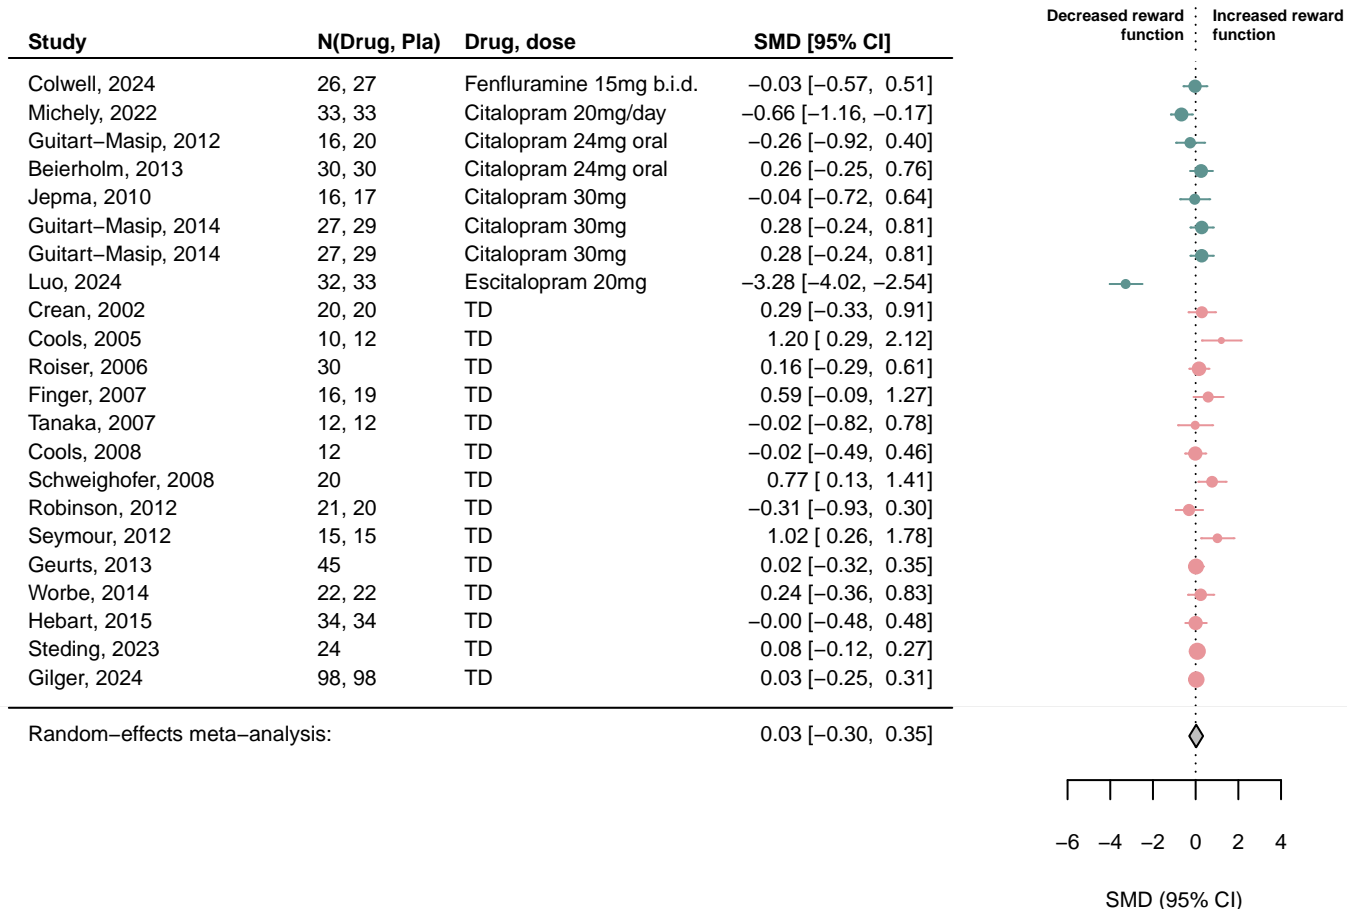 Decreased reward function
Increased reward function
Study N(Drug, Pla) Drug, dose SMD [95% CI]
Colwell, 2024 26, 27 Fenfluramine 15mg b.i.d. −0.03 [−0.57, 0.51]
Michely, 2022 33, 33 Citalopram 20mg/day −0.66 [−1.16, −0.17]
Guitart−Masip, 2012 16, 20 Citalopram 24mg oral −0.26 [−0.92, 0.40]
Beierholm, 2013 30, 30 Citalopram 24mg oral 0.26 [−0.25, 0.76]
Jepma, 2010 16, 17 Citalopram 30mg −0.04 [−0.72, 0.64]
Guitart−Masip, 2014 27, 29 Citalopram 30mg 0.28 [−0.24, 0.81]
Guitart−Masip, 2014 27, 29 Citalopram 30mg 0.28 [−0.24, 0.81]
Luo, 2024 32, 33 Escitalopram 20mg −3.28 [−4.02, −2.54]
Crean, 2002 20, 20 TD 0.29 [−0.33, 0.91]
Cools, 2005 10, 12 TD 1.20 [ 0.29, 2.12]
Roiser, 2006 30 TD 0.16 [−0.29, 0.61]
Finger, 2007 16, 19 TD 0.59 [−0.09, 1.27]
Tanaka, 2007 12, 12 TD −0.02 [−0.82, 0.78]
Cools, 2008 12 TD −0.02 [−0.49, 0.46]
Schweighofer, 2008 20 TD 0.77 [ 0.13, 1.41]
Robinson, 2012 21, 20 TD −0.31 [−0.93, 0.30]
Seymour, 2012 15, 15 TD 1.02 [ 0.26, 1.78]
Geurts, 2013 45 TD 0.02 [−0.32, 0.35]
Worbe, 2014 22, 22 TD 0.24 [−0.36, 0.83]
Hebart, 2015 34, 34 TD −0.00 [−0.48, 0.48]
Steding, 2023 24 TD 0.08 [−0.12, 0.27]
Gilger, 2024 98, 98 TD 0.03 [−0.25, 0.31]
Random−effects meta−analysis: 0.03 [−0.30, 0.35]
−6 −4 −2 0 2 4
SMD (95% CI)